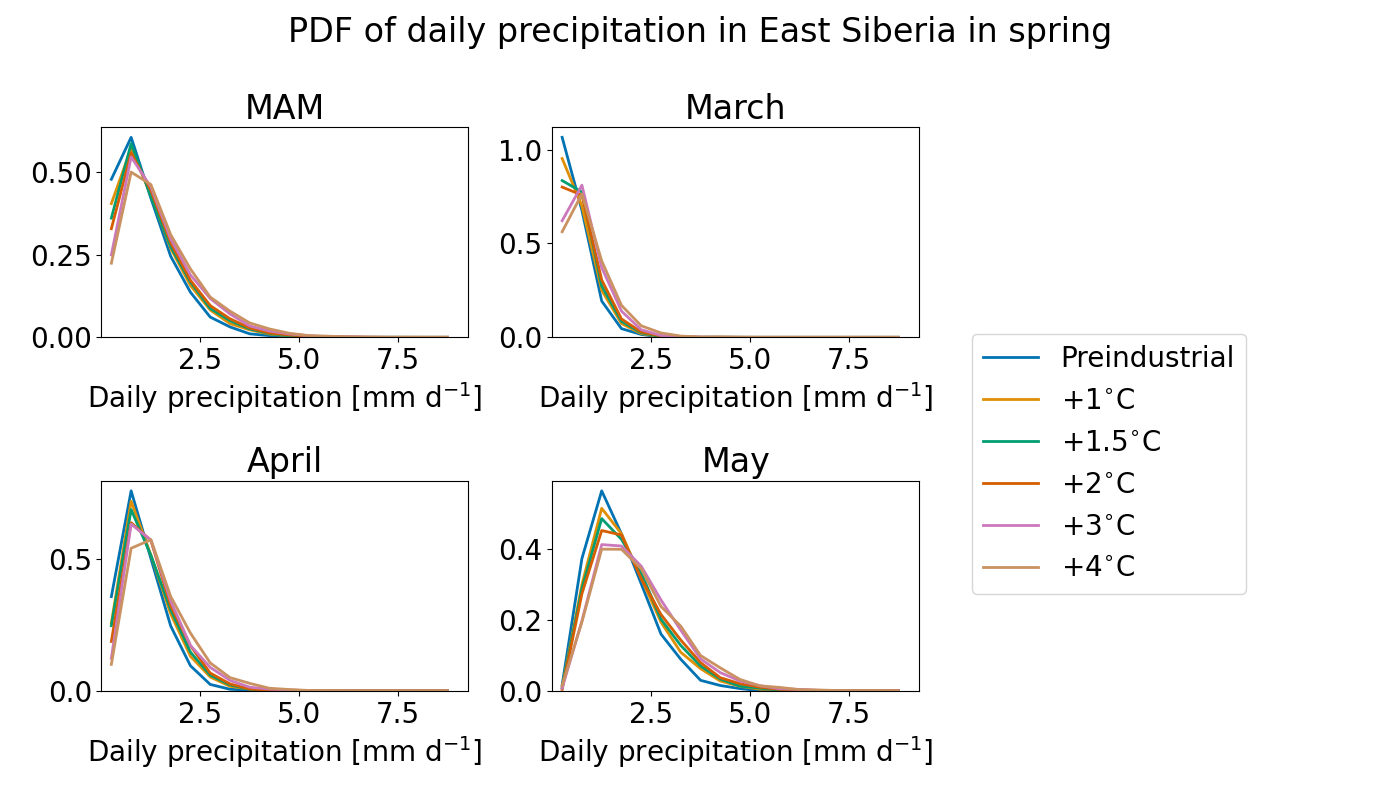 PDF of daily precipitation in East Siberia in spring
MAM
0.50
0.25
0.00
2.5 5.0 7.5
Daily precipitation [mm d⁻¹]
March
1.0
0.5
0.0
2.5 5.0 7.5
Daily precipitation [mm d⁻¹]
April
0.5
0.0
2.5 5.0 7.5
Daily precipitation [mm d⁻¹]
May
0.4
0.2
0.0
2.5 5.0 7.5
Daily precipitation [mm d⁻¹]
Preindustrial
+1°C
+1.5°C
+2°C
+3°C
+4°C